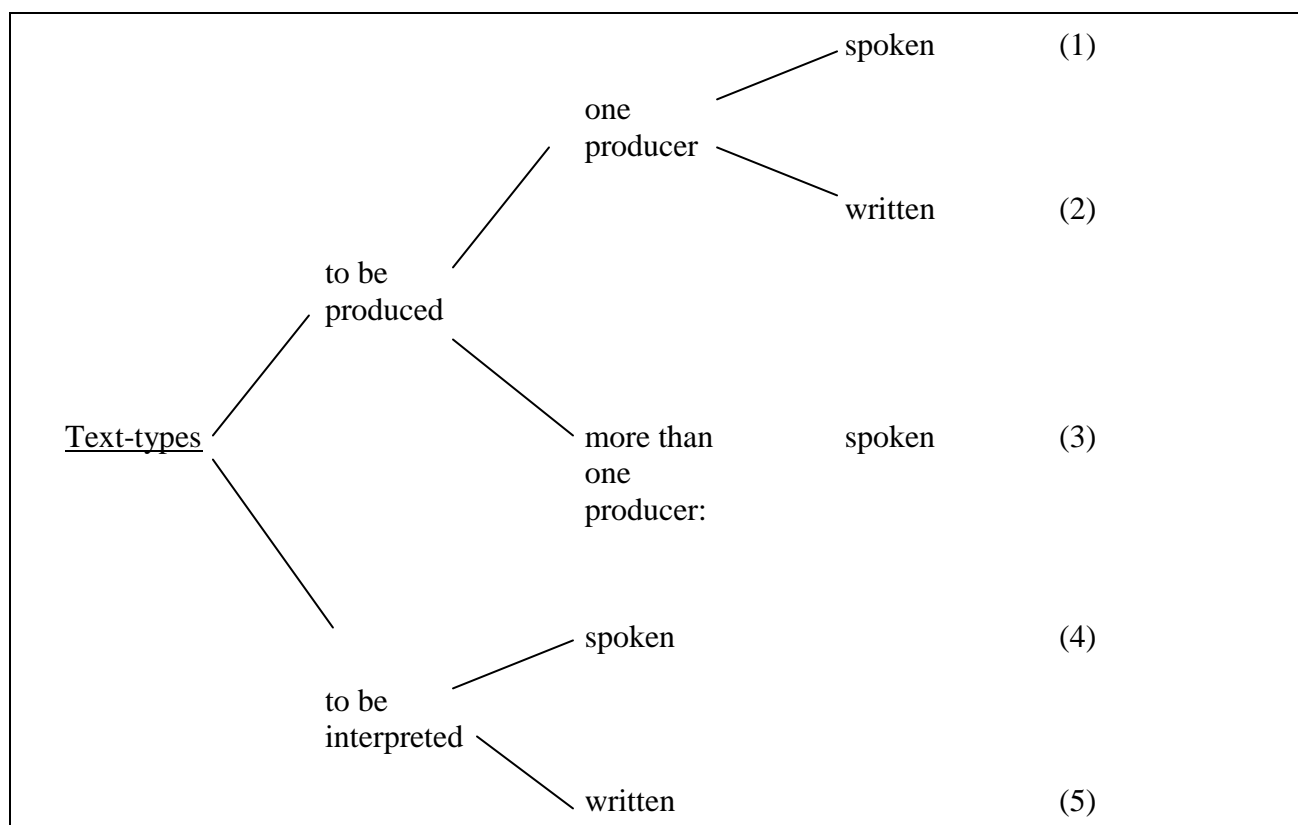 spoken (1)
one
producer
written (2)
to be
produced
Text-types
more than spoken (3)
one
producer:
spoken (4)
to be
interpreted
written (5)